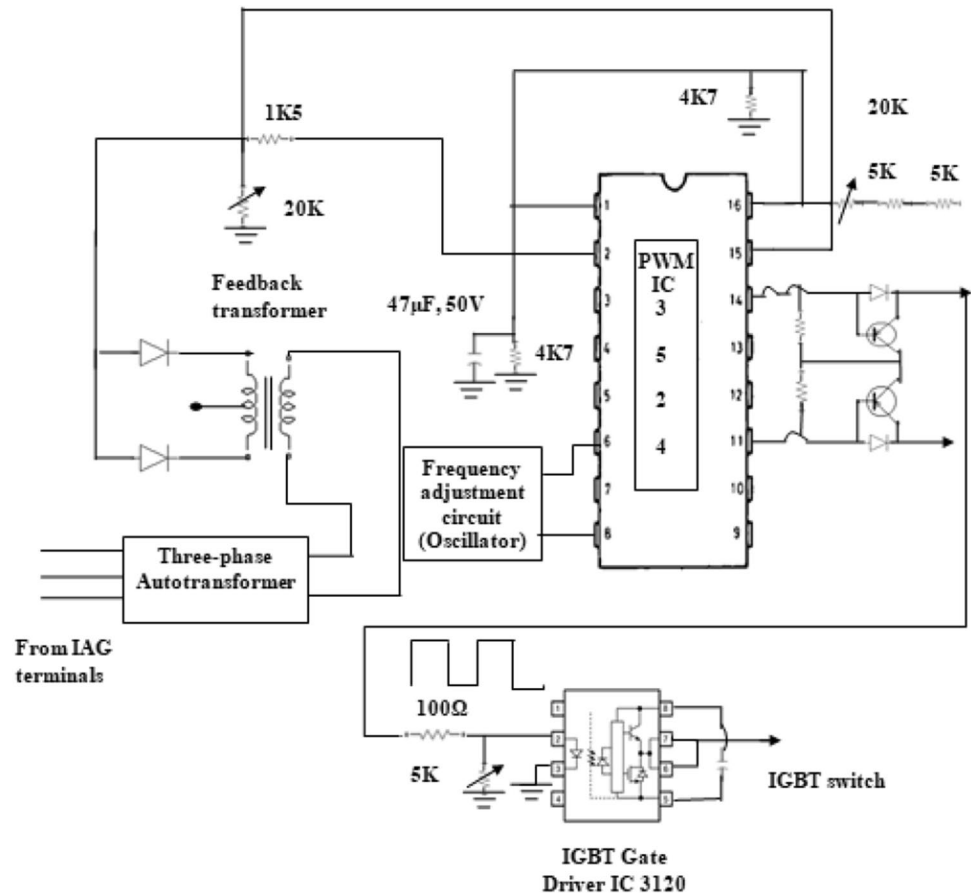 4K7
20K
1K5
5K
5K
20K
1
16
2
15
PWM
IC
3
5
2
4
Feedback
transformer
3
14
47μF, 50V
4K7
4
13
5
12
6
11
7
10
8
9
Frequency
adjustment
circuit
(Oscillator)
Three-phase
Autotransformer
From IAG
terminals
100Ω
5K
1
8
2
7
3
6
4
5
IGBT switch
IGBT Gate
Driver IC 3120